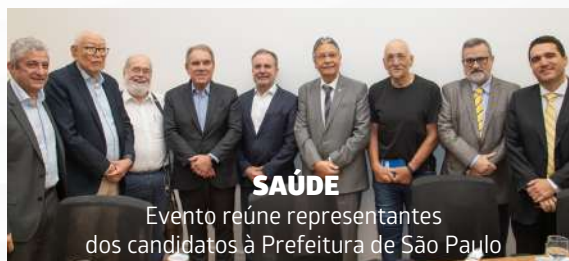 SAÚDE
Evento reúne representantes
dos candidatos à Prefeitura de São Paulo